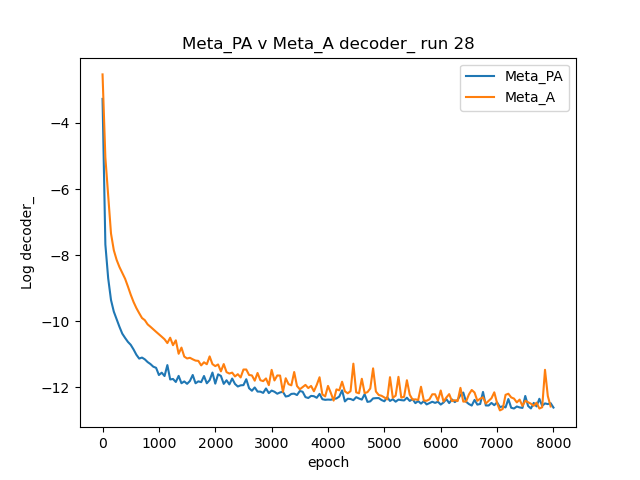 Meta_PA v Meta_A decoder_ run 28
Meta_PA
Meta_A
Log decoder_
−4
−6
−8
−10
−12
0 1000 2000 3000 4000 5000 6000 7000 8000
epoch